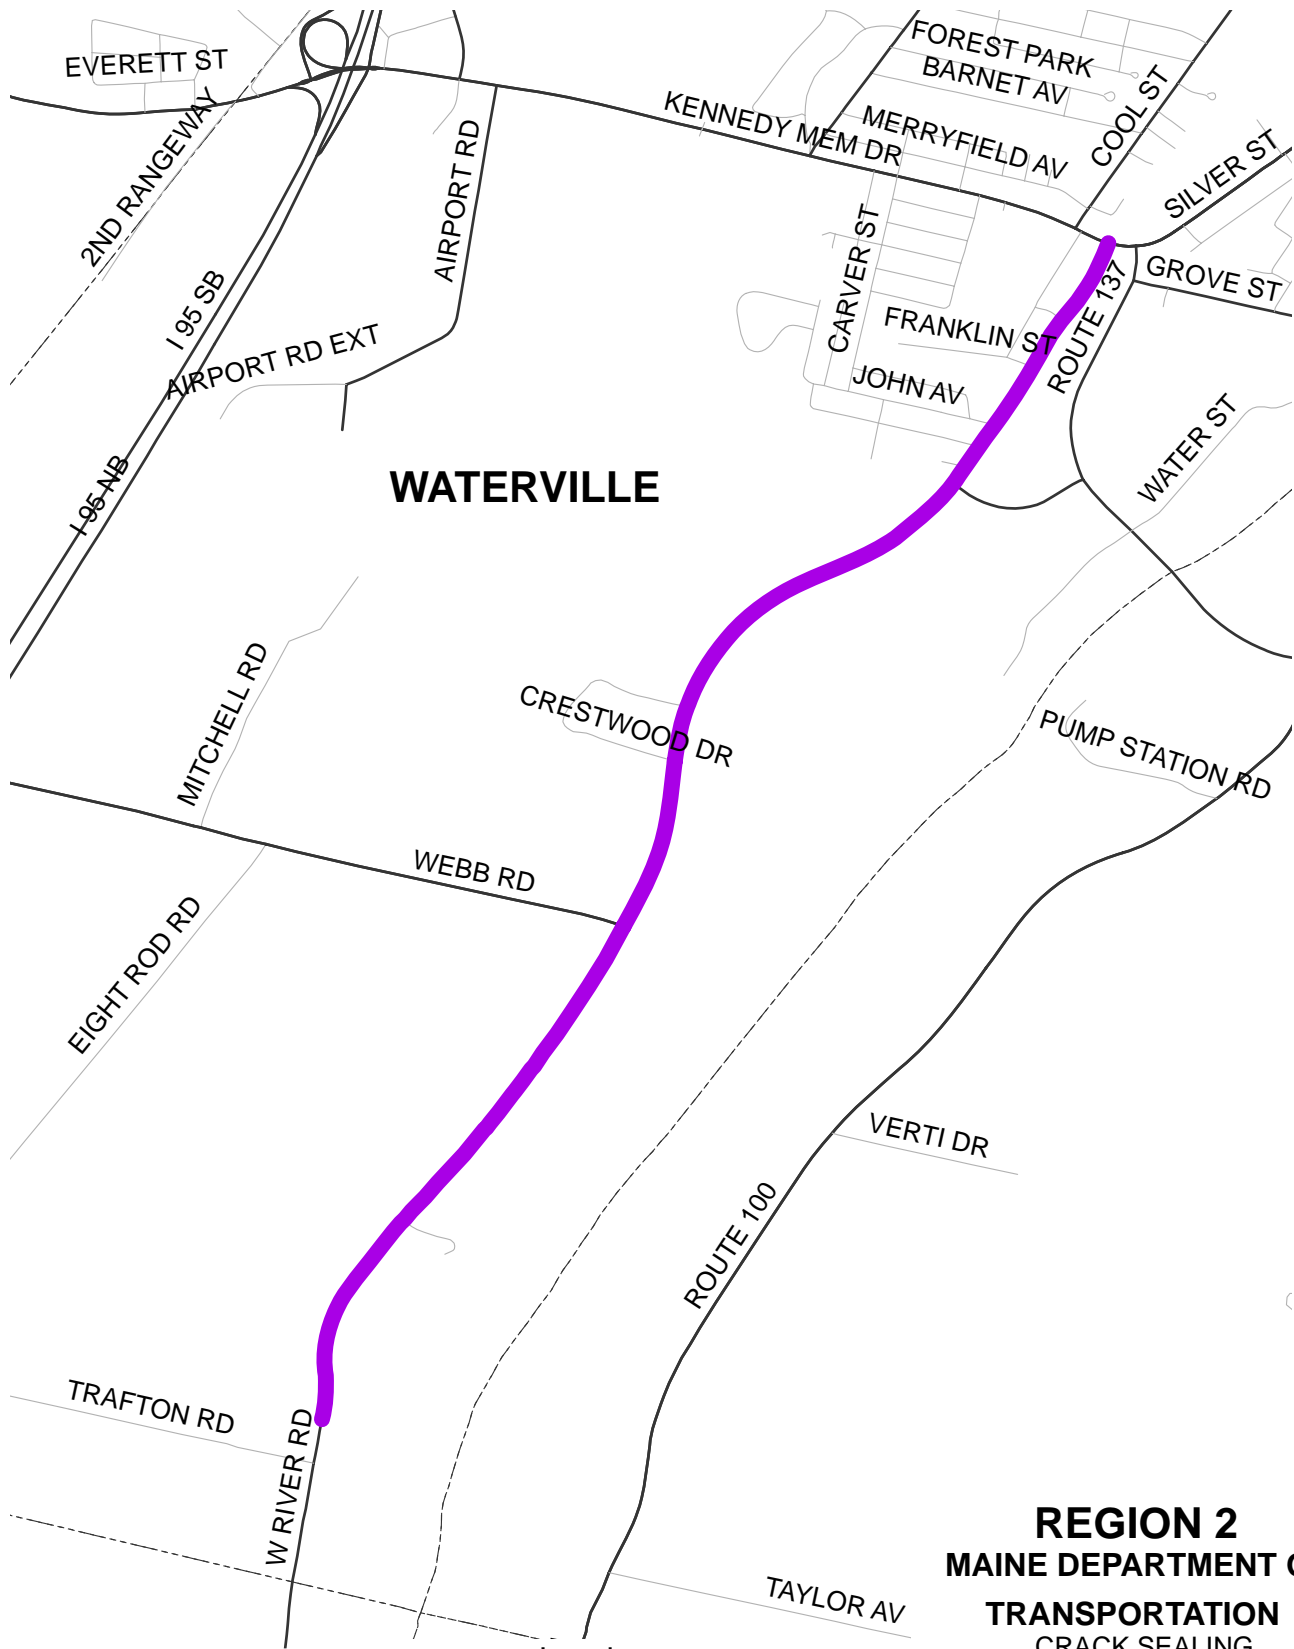 EVERETT ST
FOREST PARK
BARNET AV
COOL ST
KENNEDY MEM DR
MERRYFIELD AV
SILVER ST
2ND RANGEWAY
AIRPORT RD
CARVER ST
GROVE ST
I 95 SB
ROUTE 137
FRANKLIN ST
AIRPORT RD EXT
JOHN AV
WATER ST
WATERVILLE
I 95 NB
MITCHELL RD
CRESTWOOD DR
PUMP STATION RD
WEBB RD
EIGHT ROD RD
VERTI DR
ROUTE 100
TRAFTON RD
W RIVER RD
REGION 2
MAINE DEPARTMENT
TRANSPORTATION
CRACK SEALING
TAYLOR AV